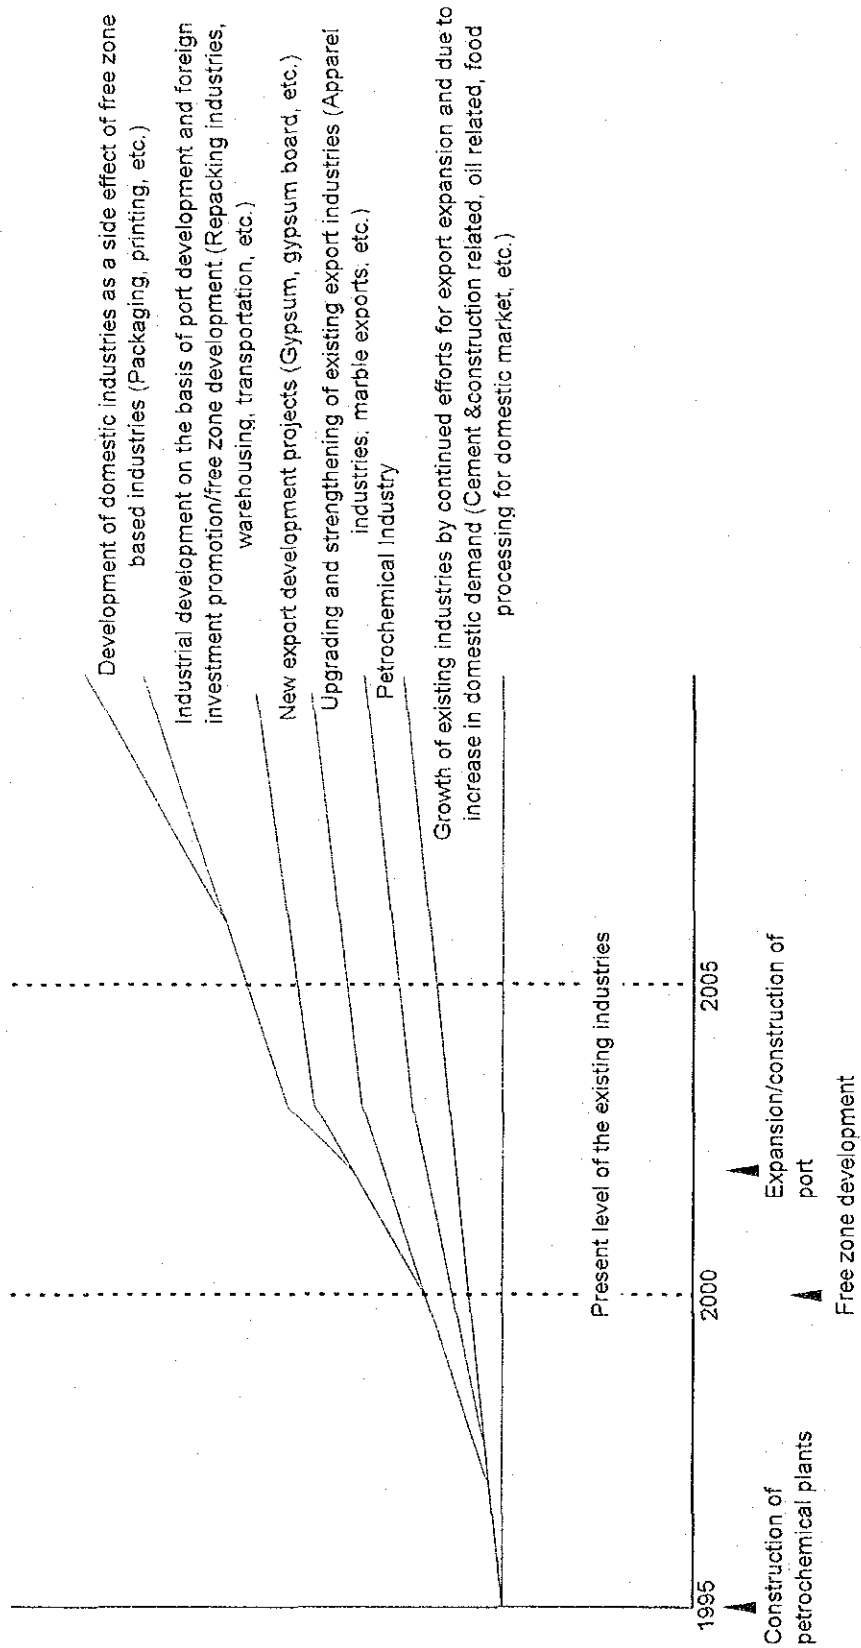 Development of domestic industries as a side effect of free zone
based industries (Packaging, printing, etc.)
Industrial development on the basis of port development and foreign
investment promotion/free zone development (Repacking industries,
warehousing, transportation, etc.)
New export development projects (Gypsum, gypsum board, etc.)
Upgrading and strengthening of existing export industries (Apparel
industries, marble exports, etc.)
Petrochemical Industry
Growth of existing industries by continued efforts for export expansion and due to
increase in domestic demand (Cement &construction related, oil related, food
processing for domestic market, etc.)
Present level of the existing industries
1995
2000
2005
Construction of
petrochemical plants
Expansion/construction of
port
Free zone development